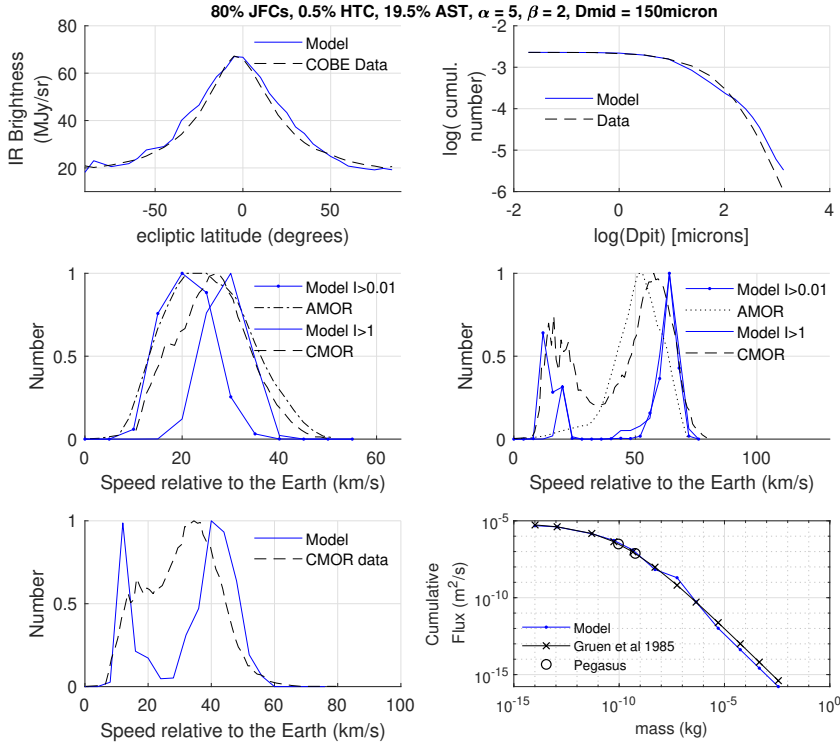 80% JFCs, 0.5% HTC, 19.5% AST, α = 5, β = 2, Dmid = 150micron
IR Brightness
(MJy/sr)
80
60
40
20
-50
0
50
ecliptic latitude (degrees)
Model
COBE Data
log( cumul.
number)
-2
-3
-4
-5
-6
-2
0
2
4
log(Dpit) [microns]
Model
Data
Number
1
0.5
0
0
20
40
60
Speed relative to the Earth (km/s)
Model I>0.01
AMOR
Model I>1
CMOR
Number
1
0.5
0
0
50
100
Speed relative to the Earth (km/s)
Model I>0.01
AMOR
Model I>1
CMOR
Number
1
0.5
0
0
20
40
60
80
100
Speed relative to the Earth (km/s)
Model
CMOR data
Cumulative
Flux (m²/s)
10⁻⁵
10⁻¹⁰
10⁻¹⁵
10⁻¹⁵
10⁻¹⁰
10⁻⁵
10⁰
mass (kg)
Model
Gruen et al 1985
Pegasus